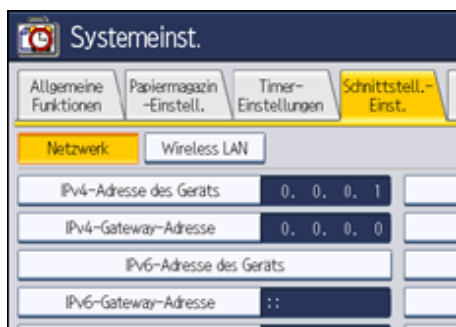 Systemeinst.
Allgemeine Funktionen
Papiermagazin -Einstell.
Timer- Einstellungen
Schnittstell.- Einst.
Netzwerk
Wireless LAN
IPv4-Adresse des Geräts 0. 0. 0. 1
IPv4-Gateway-Adresse 0. 0. 0. 0
IPv6-Adresse des Geräts
IPv6-Gateway-Adresse ::